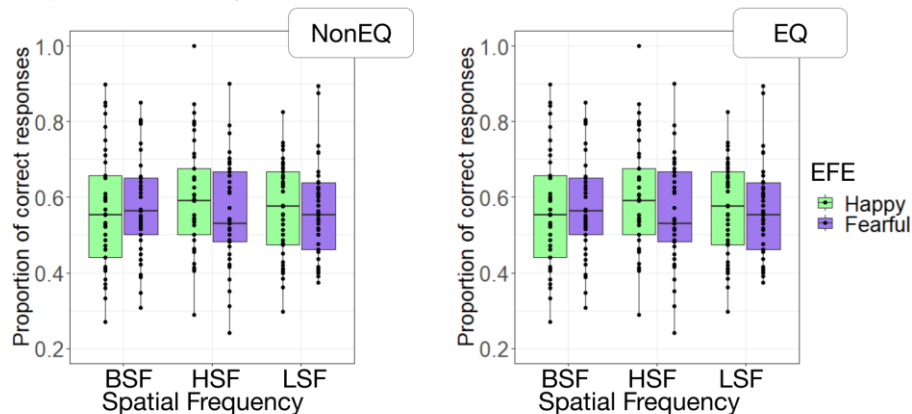 NonEQ
Proportion of correct responses
1.0
0.8
0.6
0.4
0.2
BSF HSF LSF
Spatial Frequency
EQ
Proportion of correct responses
1.0
0.8
0.6
0.4
0.2
BSF HSF LSF
Spatial Frequency
EFE
Happy
Fearful